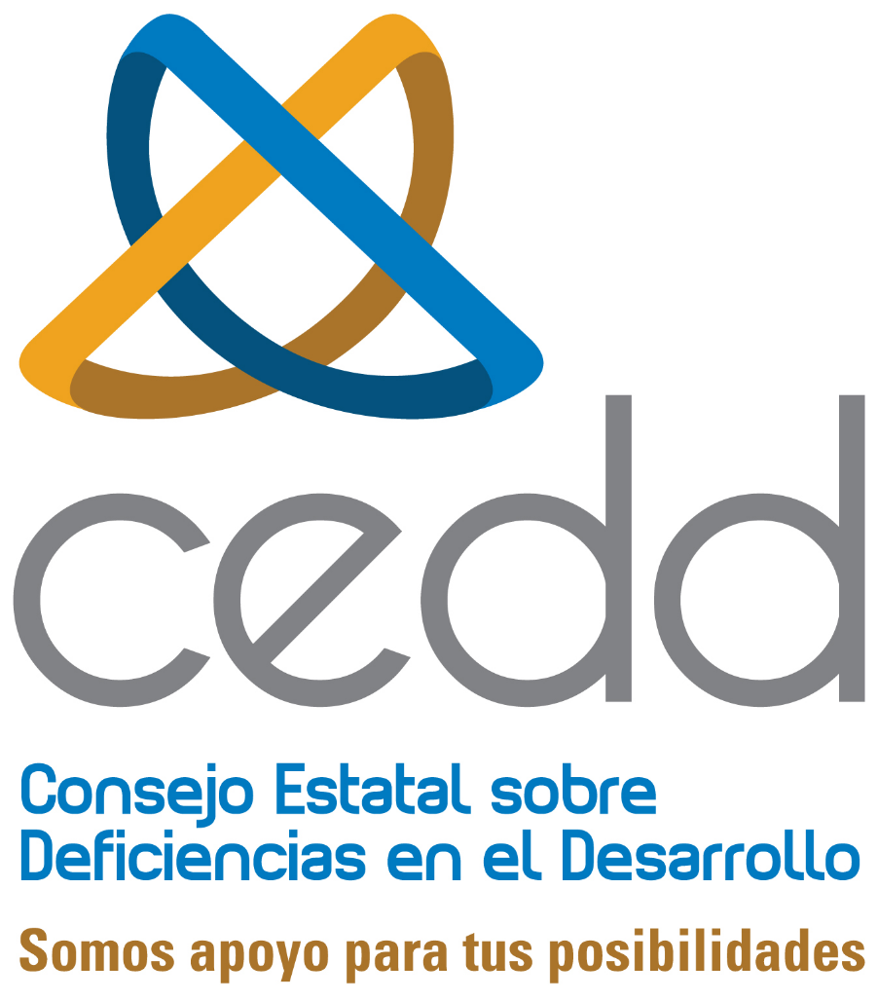 cedd
Consejo Estatal sobre
Deficiencias en el Desarrollo
Somos apoyo para tus posibilidades